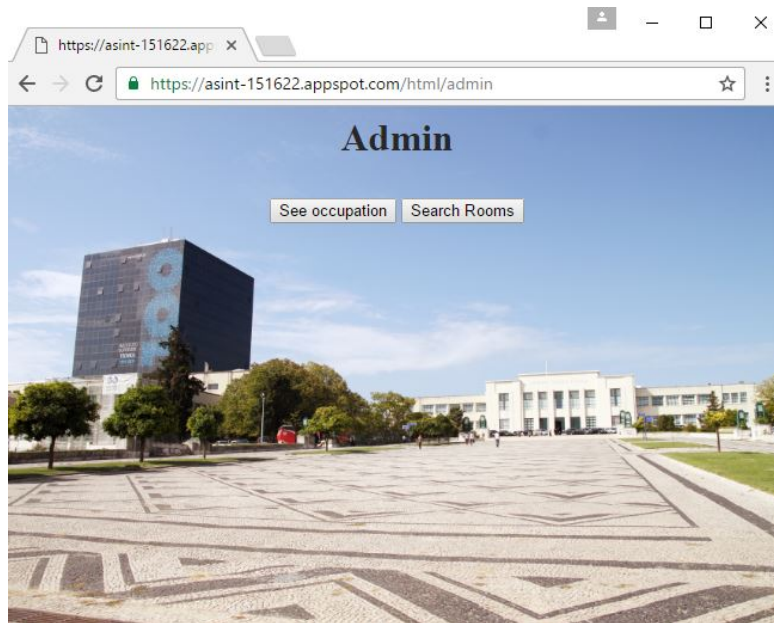 https://asint-151622.app
https://asint-151622.appspot.com/html/admin
Admin
See occupation
Search Rooms